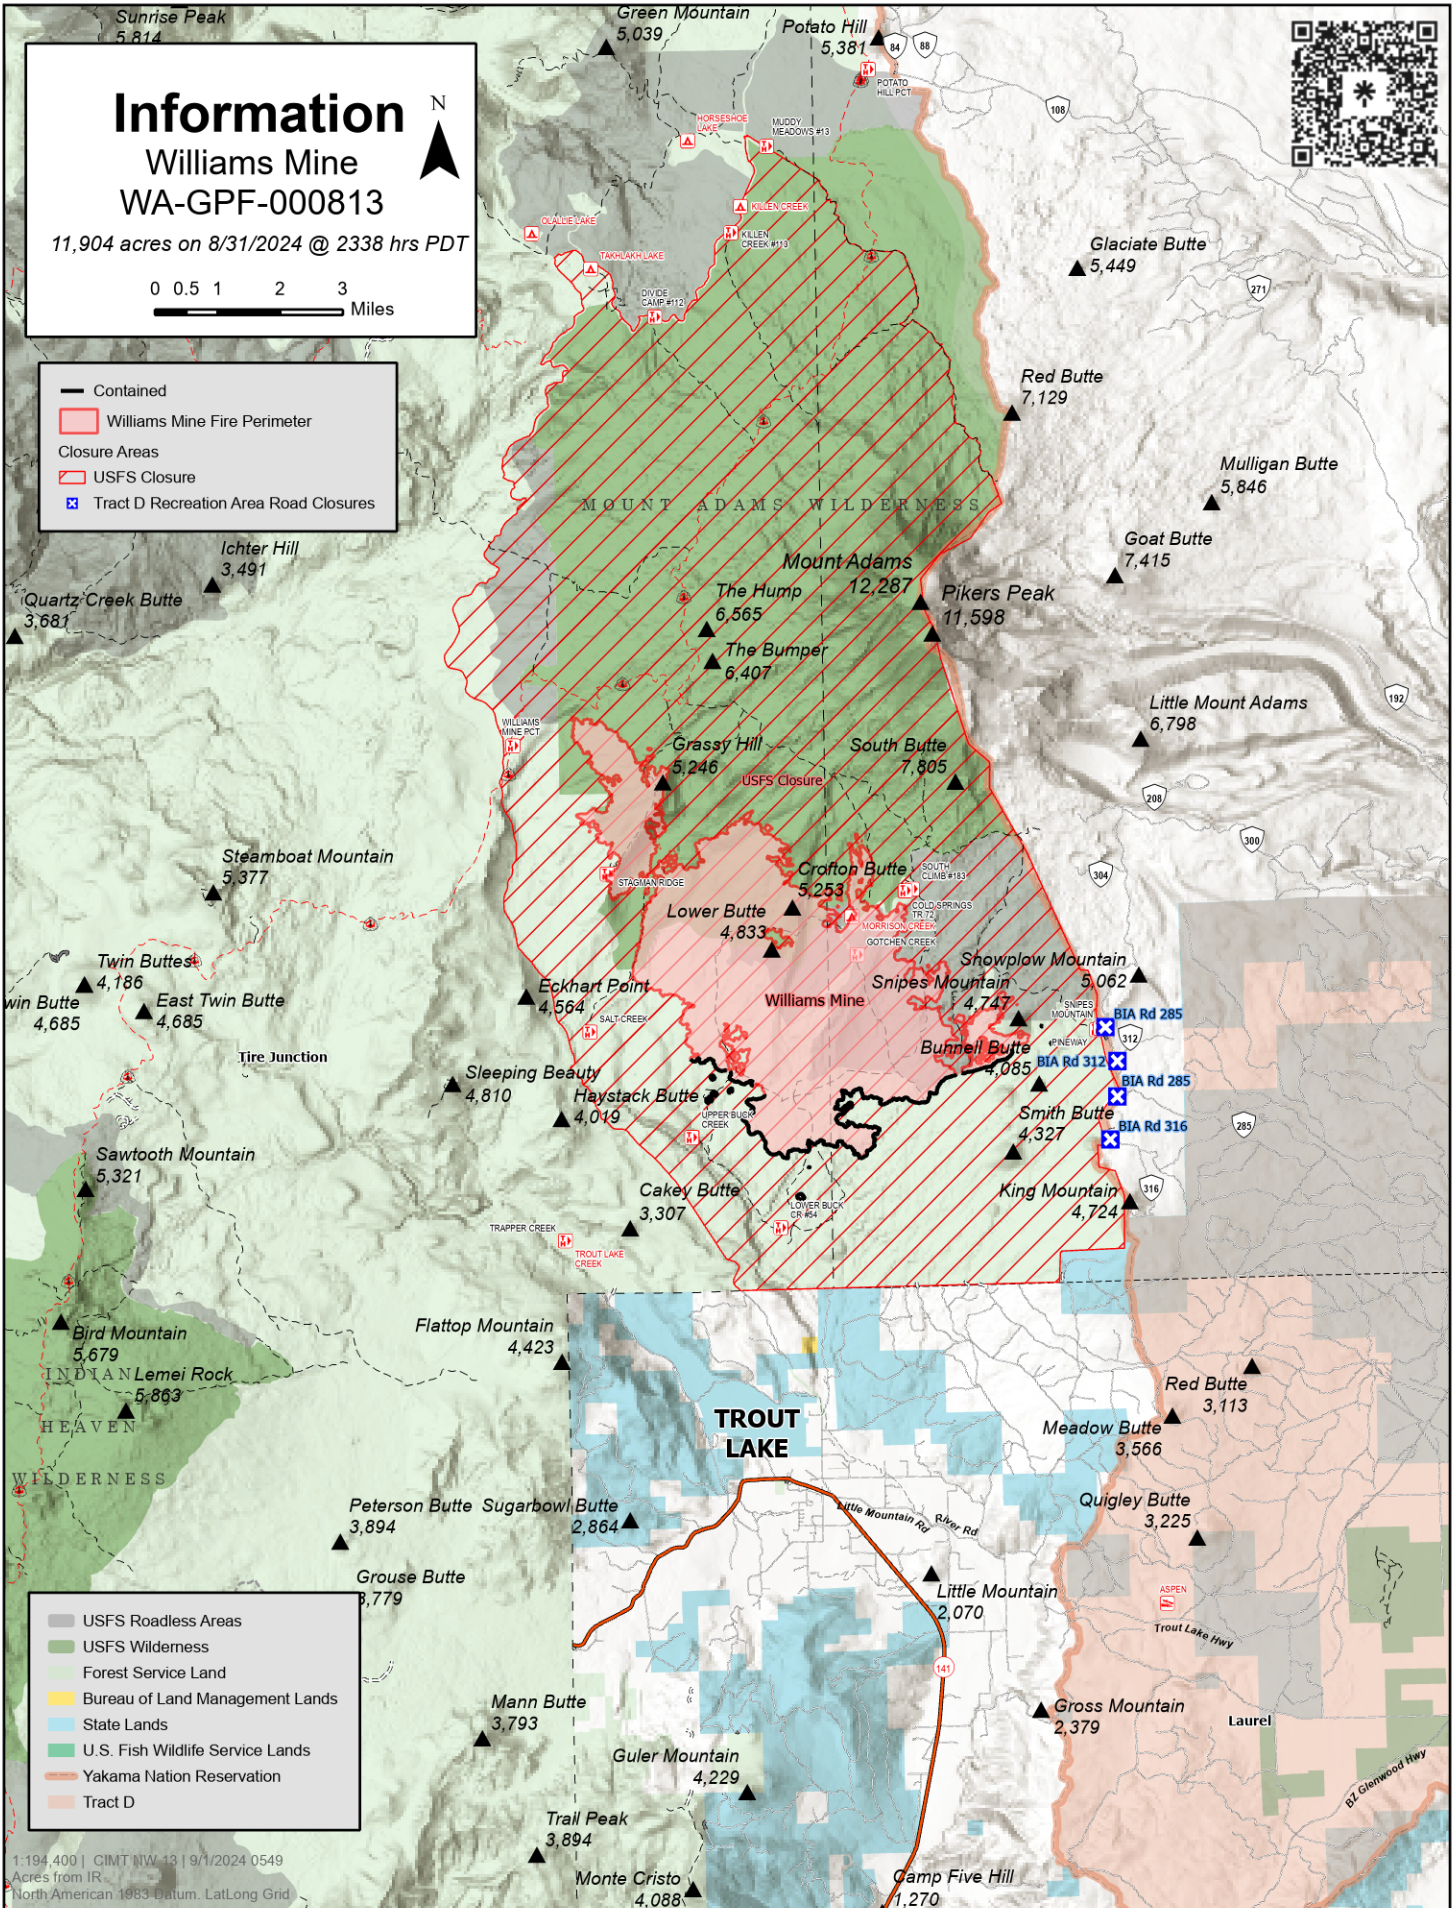 Sunrise Peak
5,814
Green Mountain
5,039
Potato Hill
5,381
84
88
POTATO
HILL PCT
108
Information
N
Williams Mine
WA-GPF-000813
11,904 acres on 8/31/2024 @ 2338 hrs PDT
0 0.5 1 2 3 Miles
HORSESHOE
LAKE
MUDDY
MEADOWS #13
KILLEN CREEK
KILLEN
CREEK #113
OLALLIE LAKE
TAKHLAKH LAKE
DIVIDE
CAMP #112
Glaciate Butte
5,449
271
Contained
Williams Mine Fire Perimeter
Closure Areas
USFS Closure
Tract D Recreation Area Road Closures
Red Butte
7,129
Mulligan Butte
5,846
MOUNT ADAMS WILDERNESS
Goat Butte
7,415
Ichter Hill
3,491
Quartz Creek Butte
3,681
Mount Adams
12,287
Pikers Peak
11,598
The Hump
6,565
The Bumper
6,407
192
Little Mount Adams
6,798
WILLIAMS
MINE PCT
Grassy Hill
5,246
USFS Closure
South Butte
7,805
208
300
304
Steamboat Mountain
5,377
STAGMAN RIDGE
Crofton Butte
5,253
SOUTH
CLIMB #183
COLD SPRINGS
TR 72
MORRISON CREEK
GOTCHEN CREEK
Lower Butte
4,833
Snowplow Mountain
5,062
Snipes Mountain
4,747
Twin Buttes
4,186
win Butte
4,685
East Twin Butte
4,685
Eckhart Point
4,564
Williams Mine
SALT CREEK
SNIPES
MOUNTAIN
BIA Rd 285
312
PINEWAY
Bunnell Butte
4,085
BIA Rd 312
BIA Rd 285
Tire Junction
Sleeping Beauty
4,810
Haystack Butte
4,019
UPPER BUCK
CREEK
Smith Butte
4,327
BIA Rd 316
285
Sawtooth Mountain
5,321
Cakey Butte
3,307
LOWER BUCK
CR #54
King Mountain
4,724
316
TRAPPER CREEK
TROUT LAKE
CREEK
Bird Mountain
5,679
Flattop Mountain
4,423
INDIAN
Lemei Rock
5,863
HEAVEN
WILDERNESS
TROUT
LAKE
Red Butte
3,113
Meadow Butte
3,566
Quigley Butte
3,225
Peterson Butte
3,894
Sugarbowl Butte
2,864
Little Mountain Rd
River Rd
Grouse Butte
3,779
Little Mountain
2,070
ASPEN
Trout Lake Hwy
141
USFS Roadless Areas
USFS Wilderness
Forest Service Land
Bureau of Land Management Lands
State Lands
U.S. Fish Wildlife Service Lands
Yakama Nation Reservation
Tract D
Mann Butte
3,793
Gross Mountain
2,379
Laurel
Guler Mountain
4,229
BZ Glenwood Hwy
Trail Peak
3,894
Monte Cristo
4,088
Camp Five Hill
1,270
1:194,400 | CIMT NW 13 | 9/1/2024 0549
Acres from IR
North American 1983 Datum. LatLong Grid